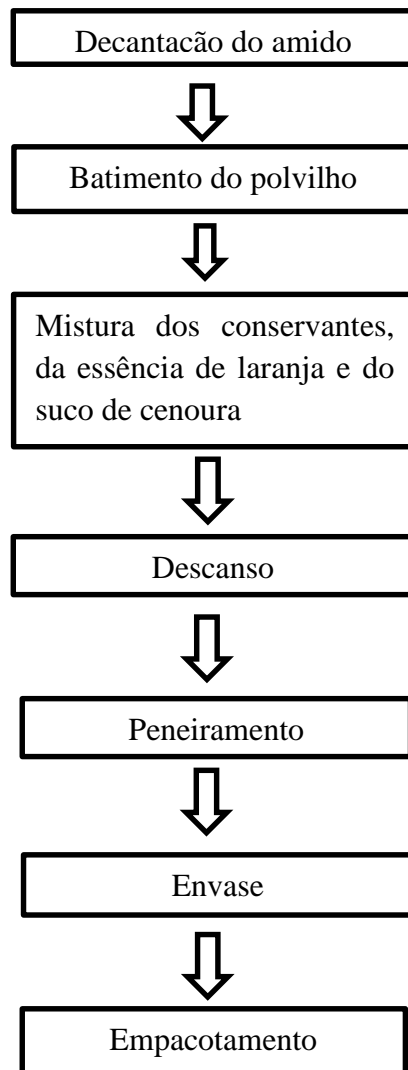 Decantacão do amido
Batimento do polvilho
Mistura dos conservantes,
da essência de laranja e do
suco de cenoura
Descanso
Peneiramento
Envase
Empacotamento